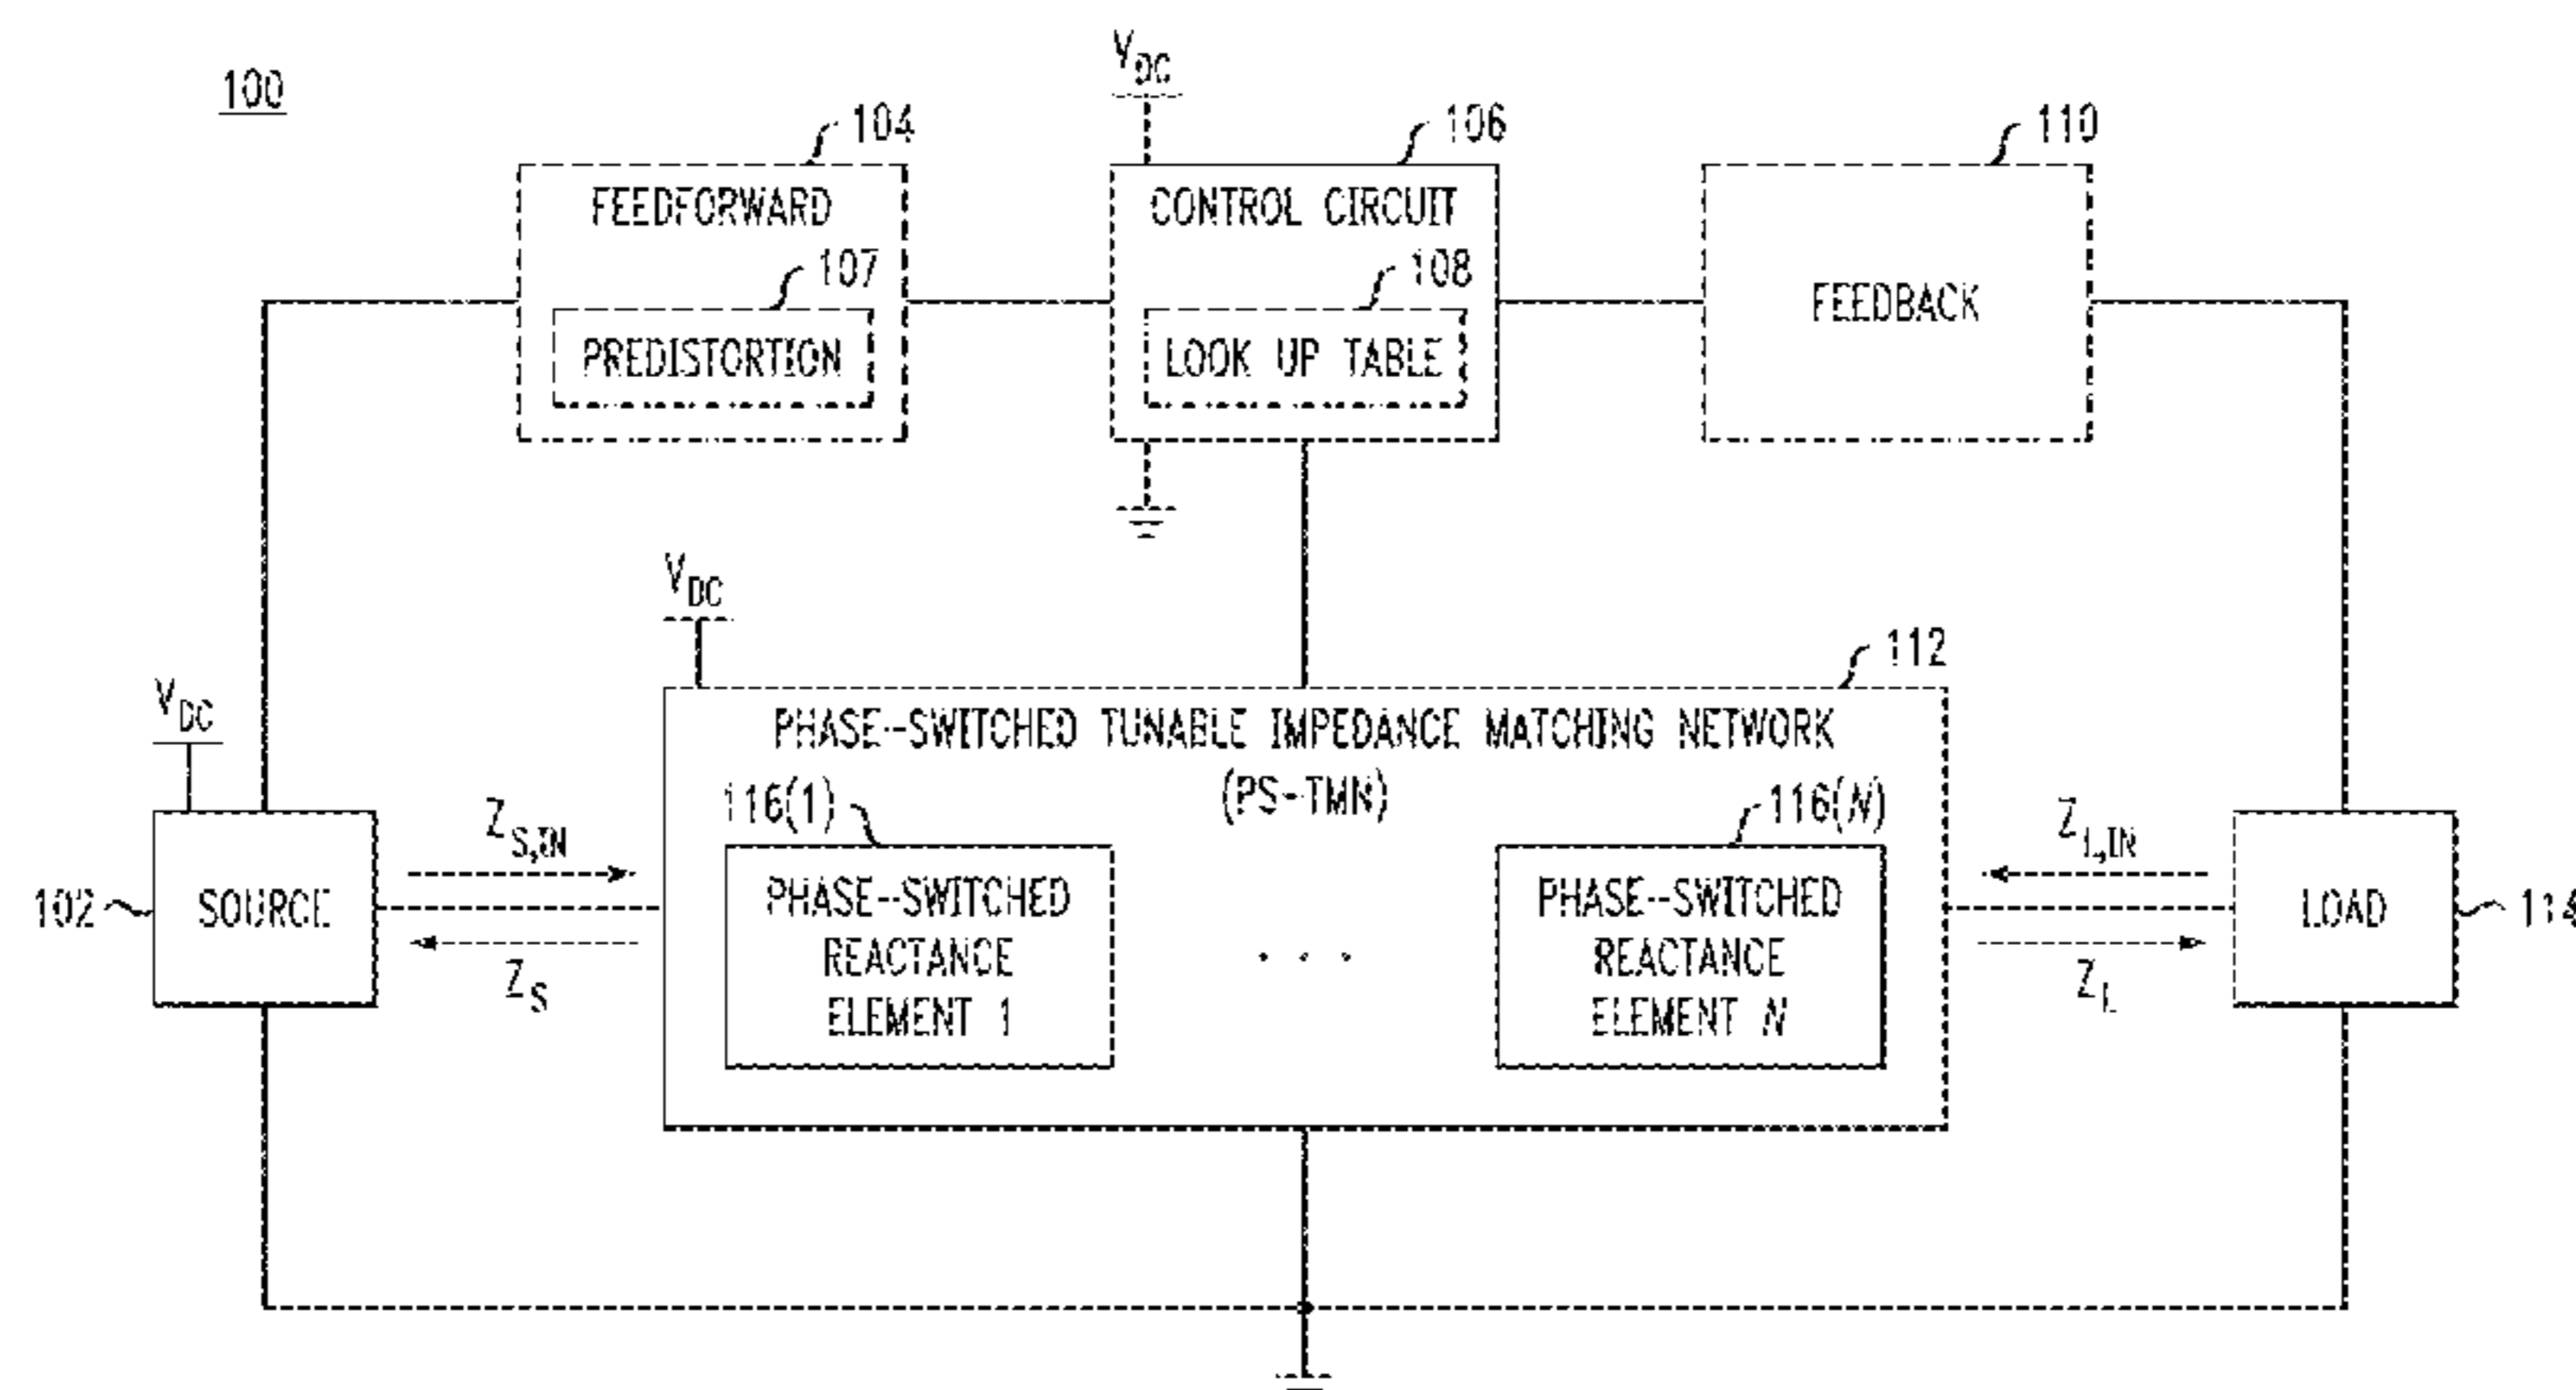 100
V_DC
104
106
110
FEEDFORWARD
CONTROL CIRCUIT
107
108
FEEDBACK
PREDISTORTION
LOOK UP TABLE
V_DC
112
V_DC
PHASE--SWITCHED TUNABLE IMPEDANCE MATCHING NETWORK
(PS-TMN)
116(1)
116(N)
Z_S,IN
Z_L,IN
102
SOURCE
PHASE--SWITCHED
REACTANCE
ELEMENT 1
. . .
PHASE--SWITCHED
REACTANCE
ELEMENT N
LOAD
114
Z_S
Z_L